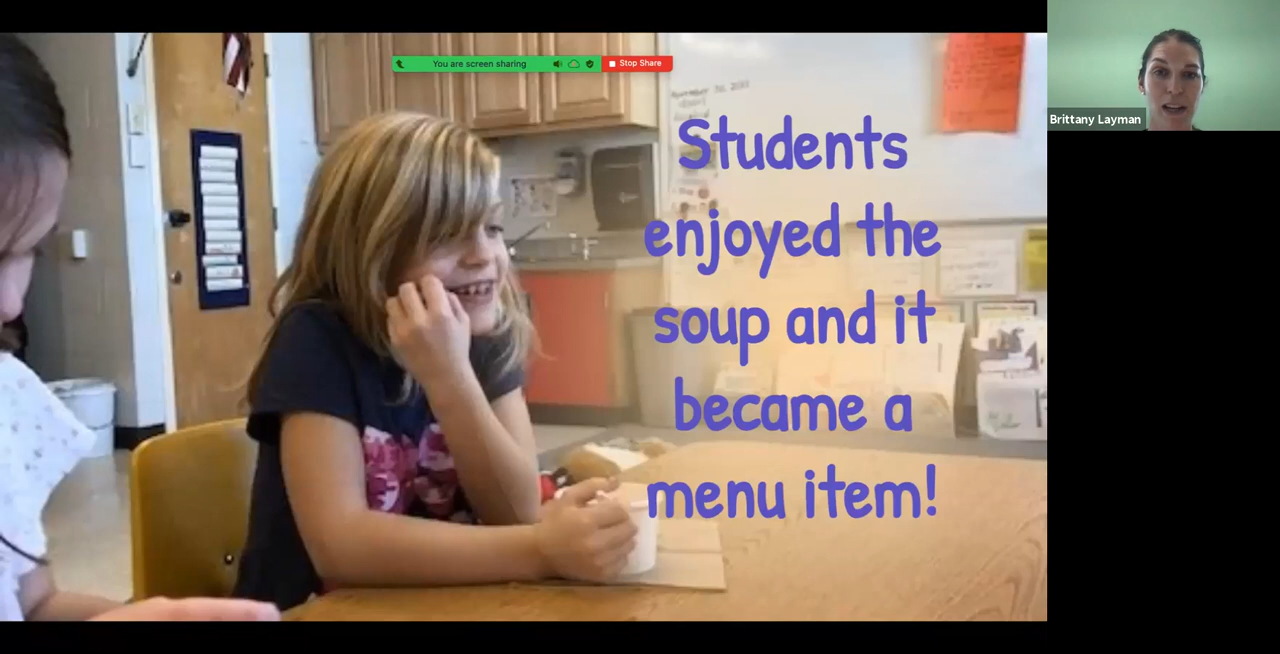 You are screen sharing
Stop Share
Students
enjoyed the
soup and it
became a
menu item!
Brittany Layman